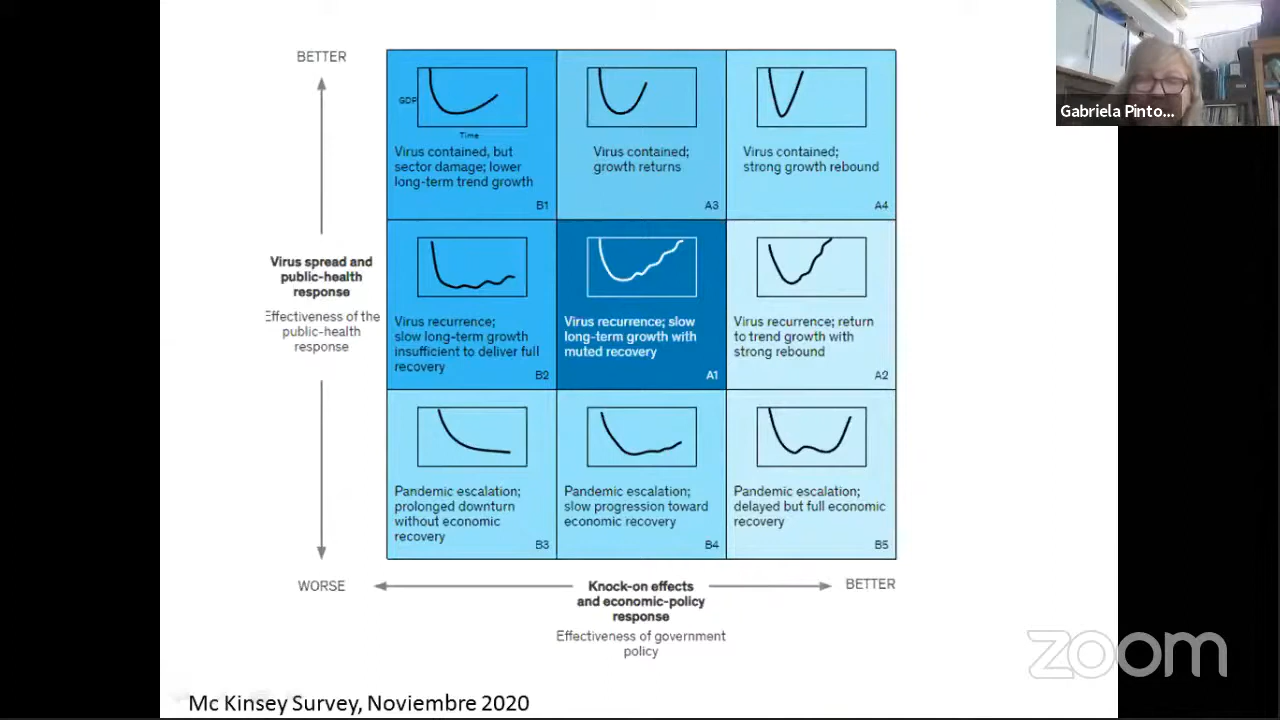 BETTER
GDP
Time
Virus contained, but
sector damage; lower
long-term trend growth
B1
Virus contained;
growth returns
A3
Virus contained;
strong growth rebound
A4
Gabriela Pinto...
Virus spread and
public-health
response
Effectiveness of the
public-health
response
Virus recurrence;
slow long-term growth
insufficient to deliver full
recovery
B2
Virus recurrence; slow
long-term growth with
muted recovery
A1
Virus recurrence; return
to trend growth with
strong rebound
A2
Pandemic escalation;
prolonged downturn
without economic
recovery
B3
Pandemic escalation;
slow progression toward
economic recovery
B4
Pandemic escalation;
delayed but full economic
recovery
B5
WORSE
Knock-on effects
and economic-policy
response
Effectiveness of government
policy
BETTER
zoom
Mc Kinsey Survey, Noviembre 2020